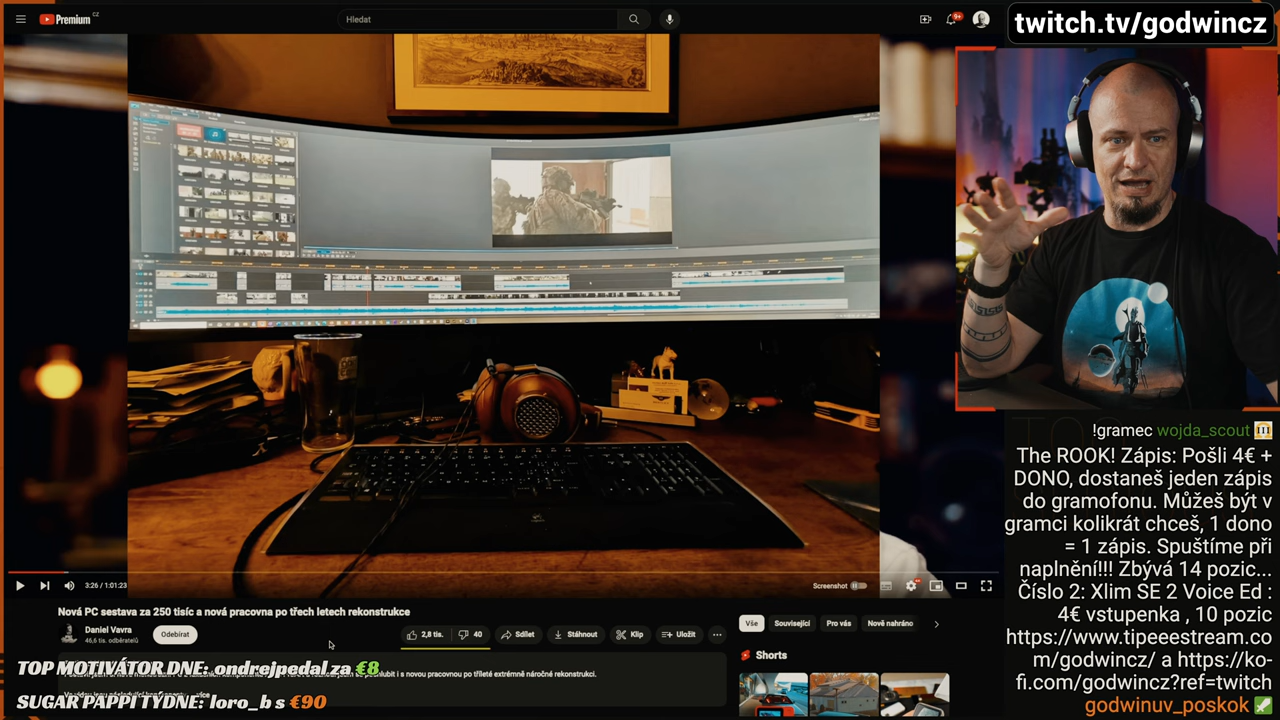 Premium CZ
Hledat
9+
twitch.tv/godwincz
3:26 / 1:01:23
Screenshot
Nová PC sestava za 250 tisíc a nová pracovna po třech letech rekonstrukce
Daniel Vavra
46,6 tis. odběratelů
Odebírat
2,8 tis.
40
Sdílet
Stáhnout
Klip
Uložit
Vše
Související
Pro vás
Nově nahráno
Shorts
TOP MOTIVÁTOR DNE: ondrejpedal za €8
SUGAR PAPPI TÝDNE: loro_b s €90
!gramec wojda_scout
The ROOK! Zápis: Pošli 4€ +
DONO, dostaneš jeden zápis
do gramofonu. Můžeš být v
gramci kolikrát chceš, 1 dono
= 1 zápis. Spuštíme při
naplnění!!! Zbývá 14 pozic...
Číslo 2: Xlim SE 2 Voice Ed :
4€ vstupenka , 10 pozic
https://www.tipeeestream.co
m/godwincz/ a https://ko-
fi.com/godwincz?ref=twitch
godwinuv_poskok